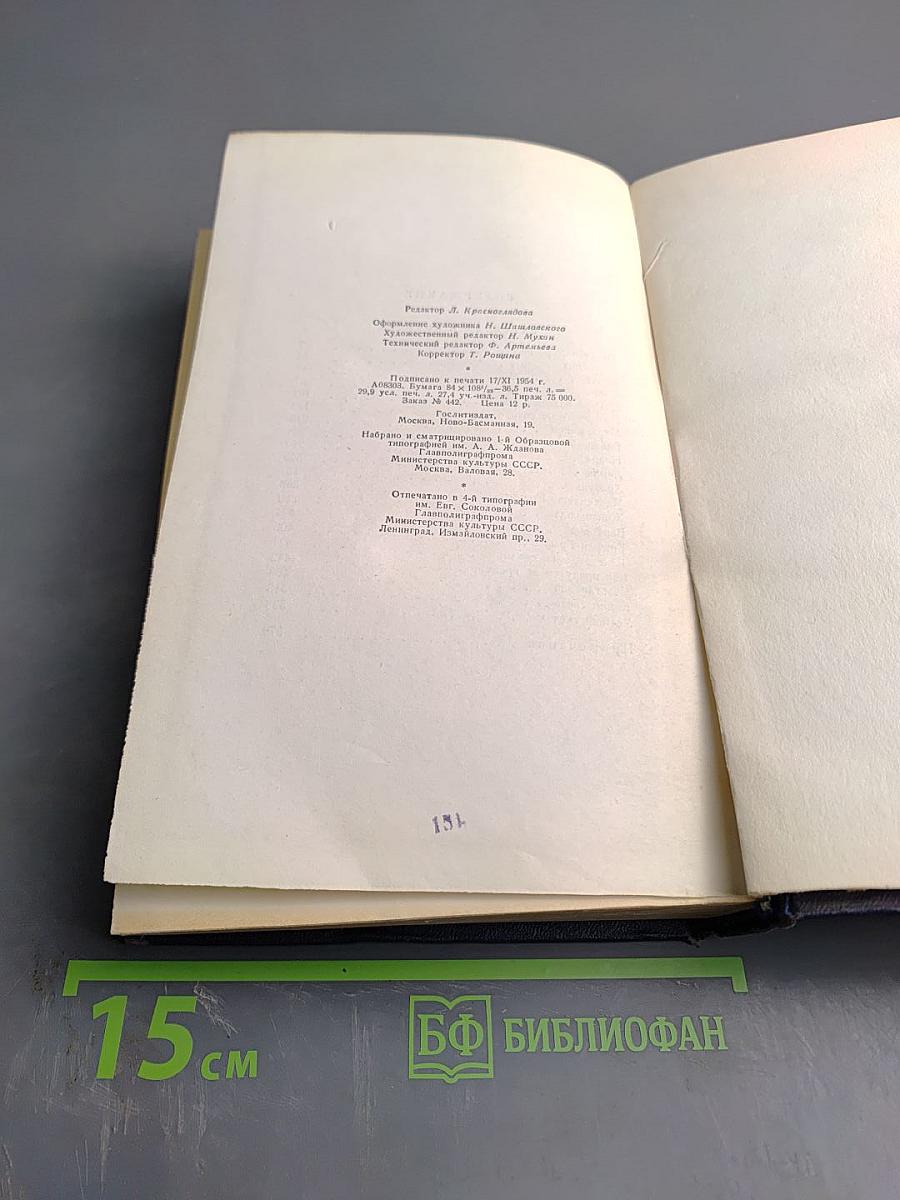 Редактор Л. Красноглядова
Оформление художника Н. Шишловского
Художественный редактор Н. Мухин
Технический редактор Ф. Артемьева
Корректор Т. Рощина
*
Подписано к печати 17/XI 1954 г.
А08303. Бумага 84 × 108¹/₃₂—36,5 печ. л.=
29,9 усл. печ. л. 27,4 уч.-изд. л. Тираж 75 000.
Заказ № 442. Цена 12 р.
Гослитиздат,
Москва, Ново-Басманная, 19.
Набрано и сматрицировано 1-й Образцовой
типографией им. А. А. Жданова
Главполиграфпрома
Министерства культуры СССР.
Москва, Валовая, 28.
*
Отпечатано в 4-й типографии
им. Евг. Соколовой
Главполиграфпрома
Министерства культуры СССР.
Ленинград, Измайловский пр., 29.
15 см
БФ БИБЛИОФАН